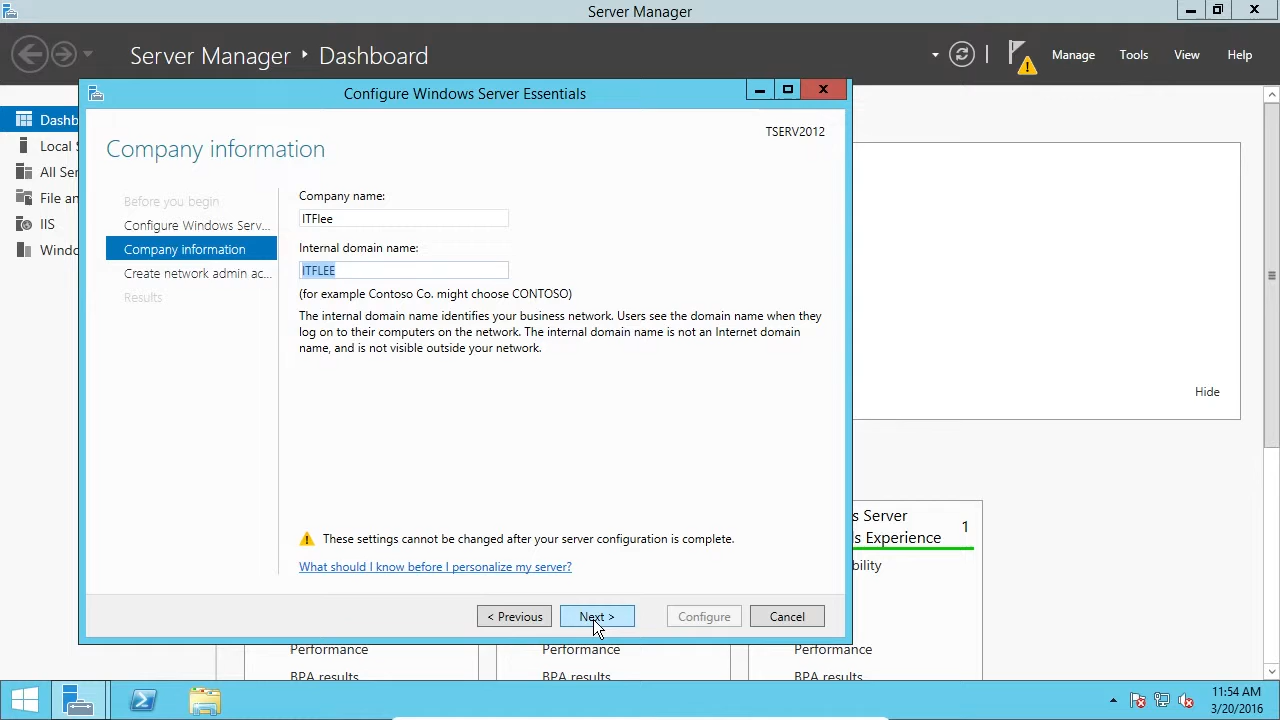 Server Manager
Server Manager
Dashboard
Manage
Tools
View
Help
Configure Windows Server Essentials
Dashb
Local S
All Ser
File an
IIS
Windo
TSERV2012
Company information
Before you begin
Configure Windows Serv...
Company information
Create network admin ac...
Results
Company name:
ITFlee
Internal domain name:
ITFLEE
(for example Contoso Co. might choose CONTOSO)
The internal domain name identifies your business network. Users see the domain name when they
log on to their computers on the network. The internal domain name is not an Internet domain
name, and is not visible outside your network.
Hide
These settings cannot be changed after your server configuration is complete.
What should I know before I personalize my server?
< Previous
Next >
Configure
Cancel
s Server
s Experience
1
bility
Performance
Performance
Performance
BPA results
BPA results
BPA results
11:54 AM
3/20/2016